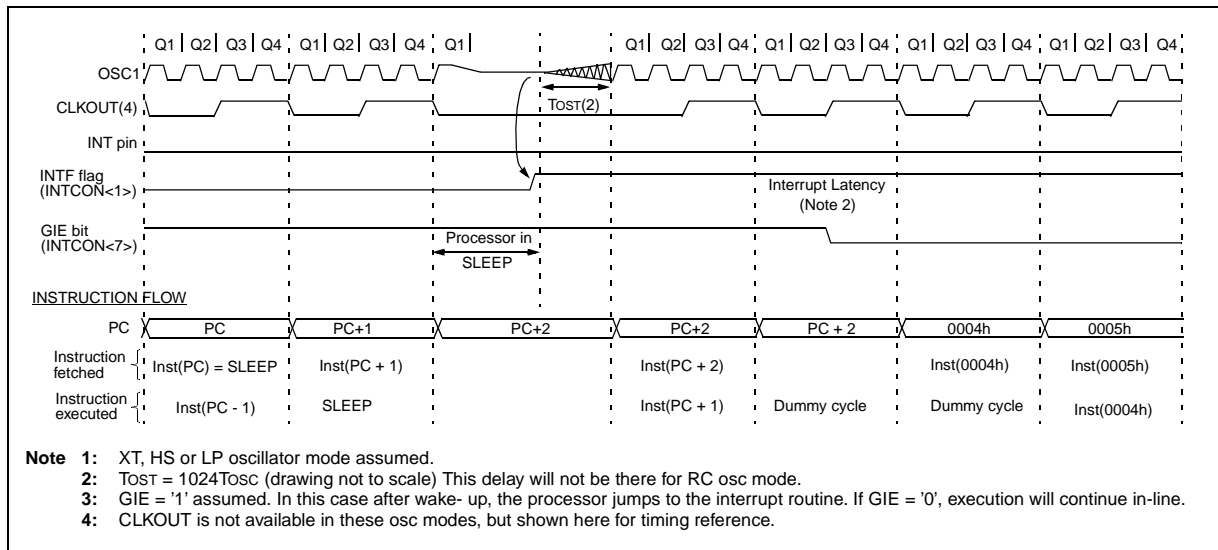 Q1 Q2 Q3 Q4 Q1 Q2 Q3 Q4 Q1 Q1 Q2 Q3 Q4 Q1 Q2 Q3 Q4 Q1 Q2 Q3 Q4 Q1 Q2 Q3 Q4
OSC1
TOST(2)
CLKOUT(4)
INT pin
INTF flag
(INTCON<1>)
Interrupt Latency
(Note 2)
GIE bit
(INTCON<7>)
Processor in
SLEEP
INSTRUCTION FLOW
PC PC PC+1 PC+2 PC+2 PC + 2 0004h 0005h
Instruction
fetched
Inst(PC) = SLEEP Inst(PC + 1) Inst(PC + 2) Inst(0004h) Inst(0005h)
Instruction
executed
Inst(PC - 1) SLEEP Inst(PC + 1) Dummy cycle Dummy cycle Inst(0004h)
Note 1: XT, HS or LP oscillator mode assumed.
2: TOST = 1024TOSC (drawing not to scale) This delay will not be there for RC osc mode.
3: GIE = '1' assumed. In this case after wake- up, the processor jumps to the interrupt routine. If GIE = '0', execution will continue in-line.
4: CLKOUT is not available in these osc modes, but shown here for timing reference.